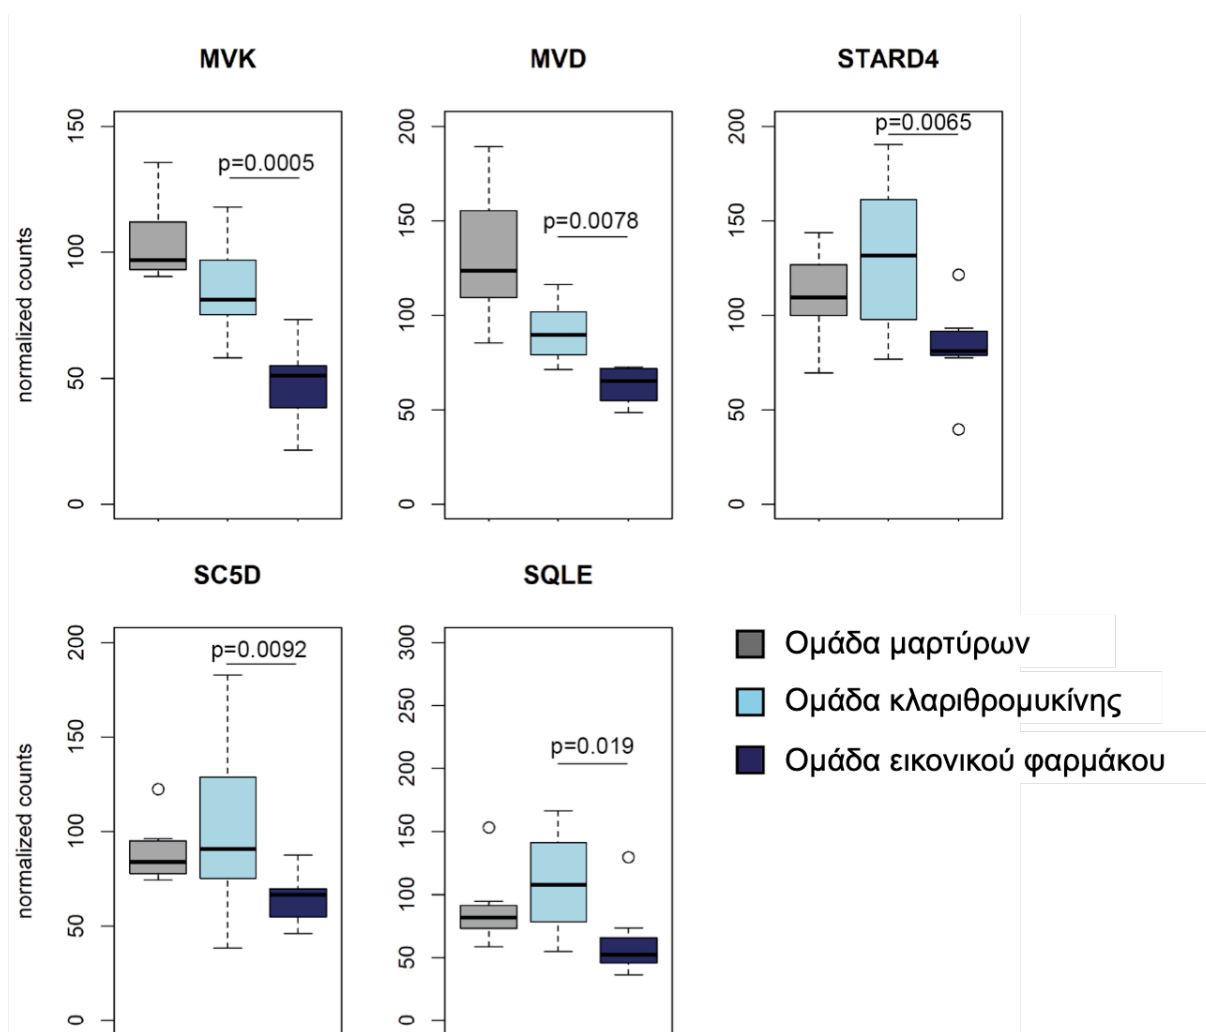 MVK
MVD
STARD4
normalized counts
0
50
100
150
p=0.0005
0
50
100
150
200
p=0.0078
0
50
100
150
200
p=0.0065
SC5D
SQLE
normalized counts
0
50
100
150
200
p=0.0092
0
50
100
150
200
250
300
p=0.019
Ομάδα μαρτύρων
Ομάδα κλαριθρομυκίνης
Ομάδα εικονικού φαρμάκου